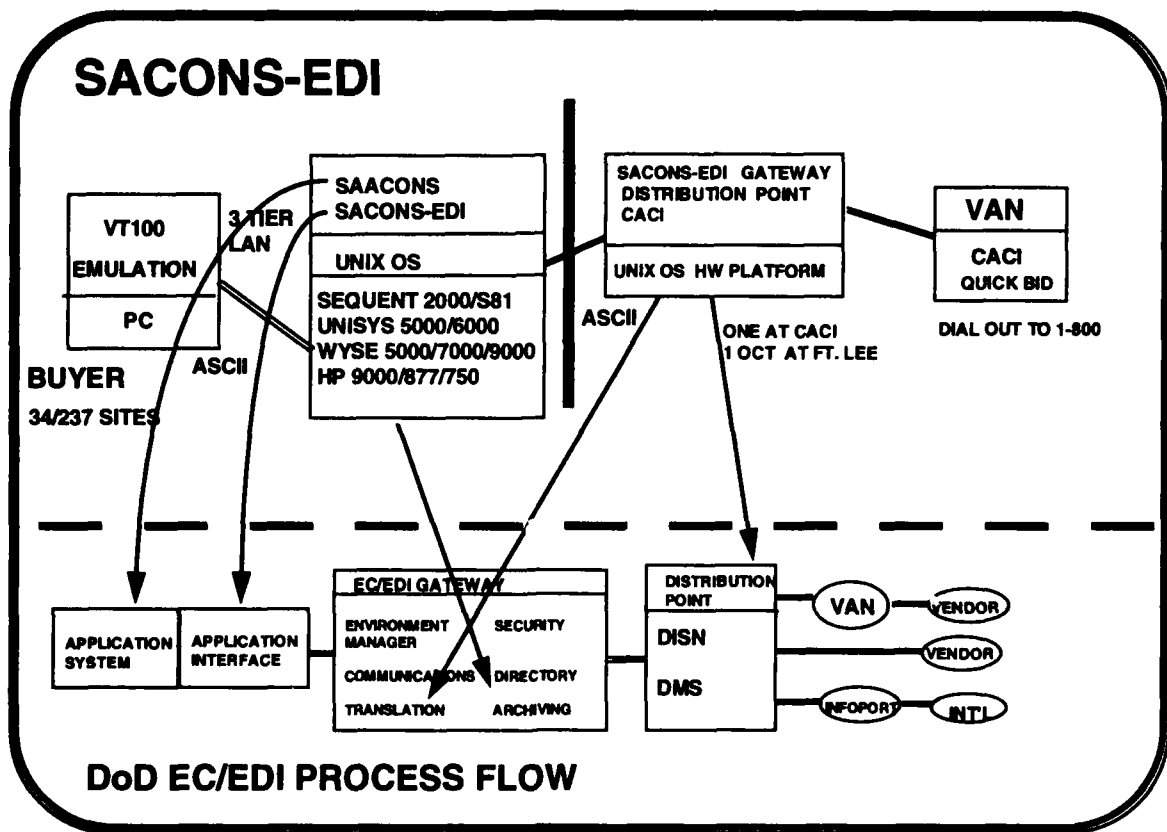 SACONS-EDI
VT100
EMULATION
PC
BUYER
34/237 SITES
3 TIER
LAN
ASCII
SAACONS
SACONS-EDI
UNIX OS
SEQUENT 2000/S81
UNISYS 5000/6000
WYSE 5000/7000/9000
HP 9000/877/750
SACONS-EDI GATEWAY
DISTRIBUTION POINT
CACI
UNIX OS HW PLATFORM
ASCII
ONE AT CACI
1 OCT AT FT. LEE
VAN
CACI
QUICK BID
DIAL OUT TO 1-800
APPLICATION
SYSTEM
APPLICATION
INTERFACE
EC/EDI GATEWAY
ENVIRONMENT
MANAGER
SECURITY
COMMUNICATIONS
DIRECTORY
TRANSLATION
ARCHIVING
DISTRIBUTION
POINT
DISN
DMS
VAN
VENDOR
VENDOR
INFOPORT
INT'L
DoD EC/EDI PROCESS FLOW